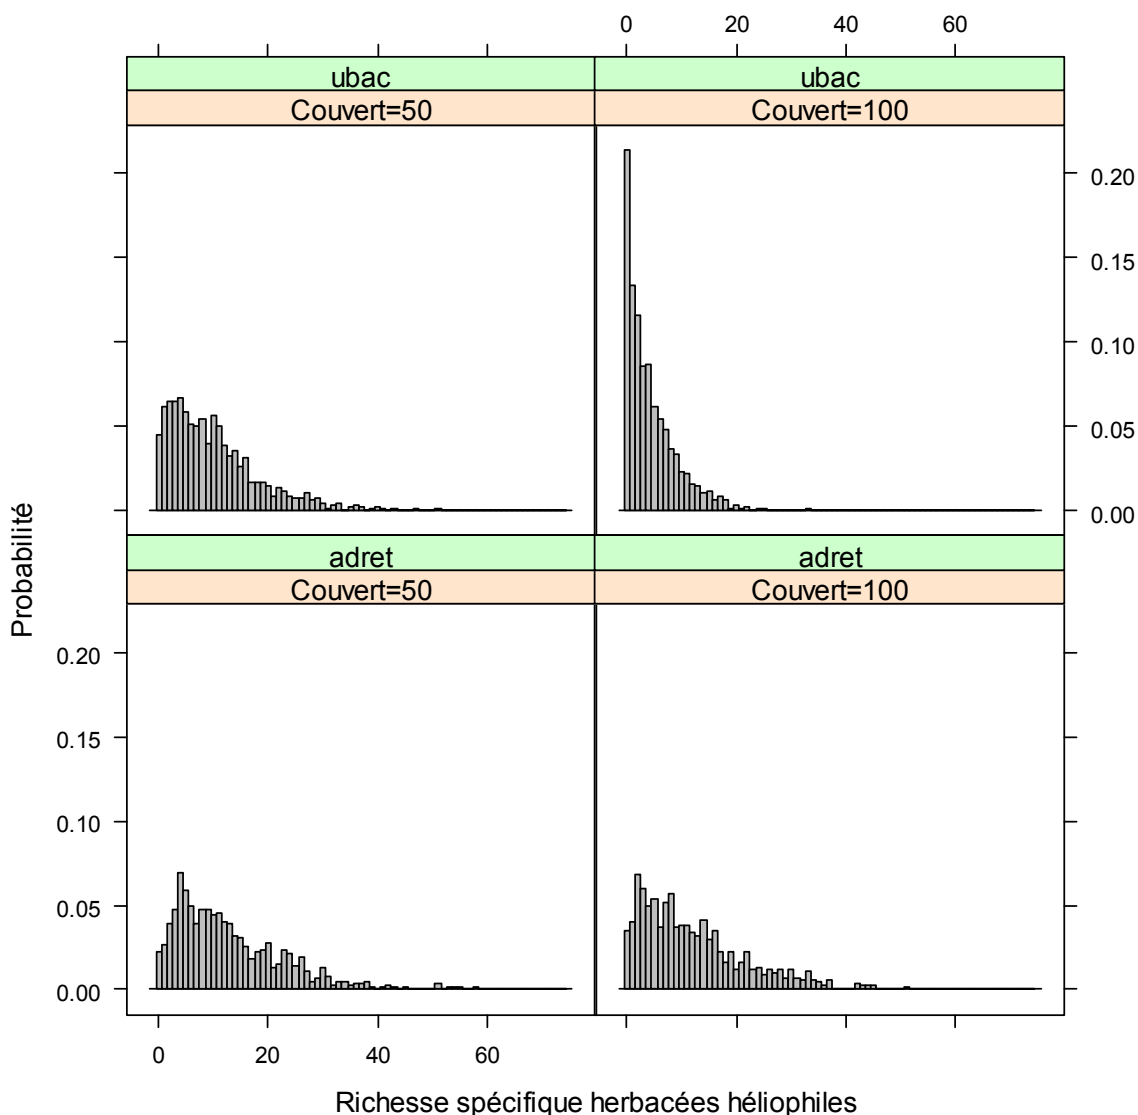 0 20 40 60
ubac ubac
Couvert=50 Couvert=100
0.20
0.15
0.10
0.05
0.00
adret adret
Couvert=50 Couvert=100
Probabilité
0.20
0.15
0.10
0.05
0.00
0 20 40 60
Richesse spécifique herbacées héliophiles